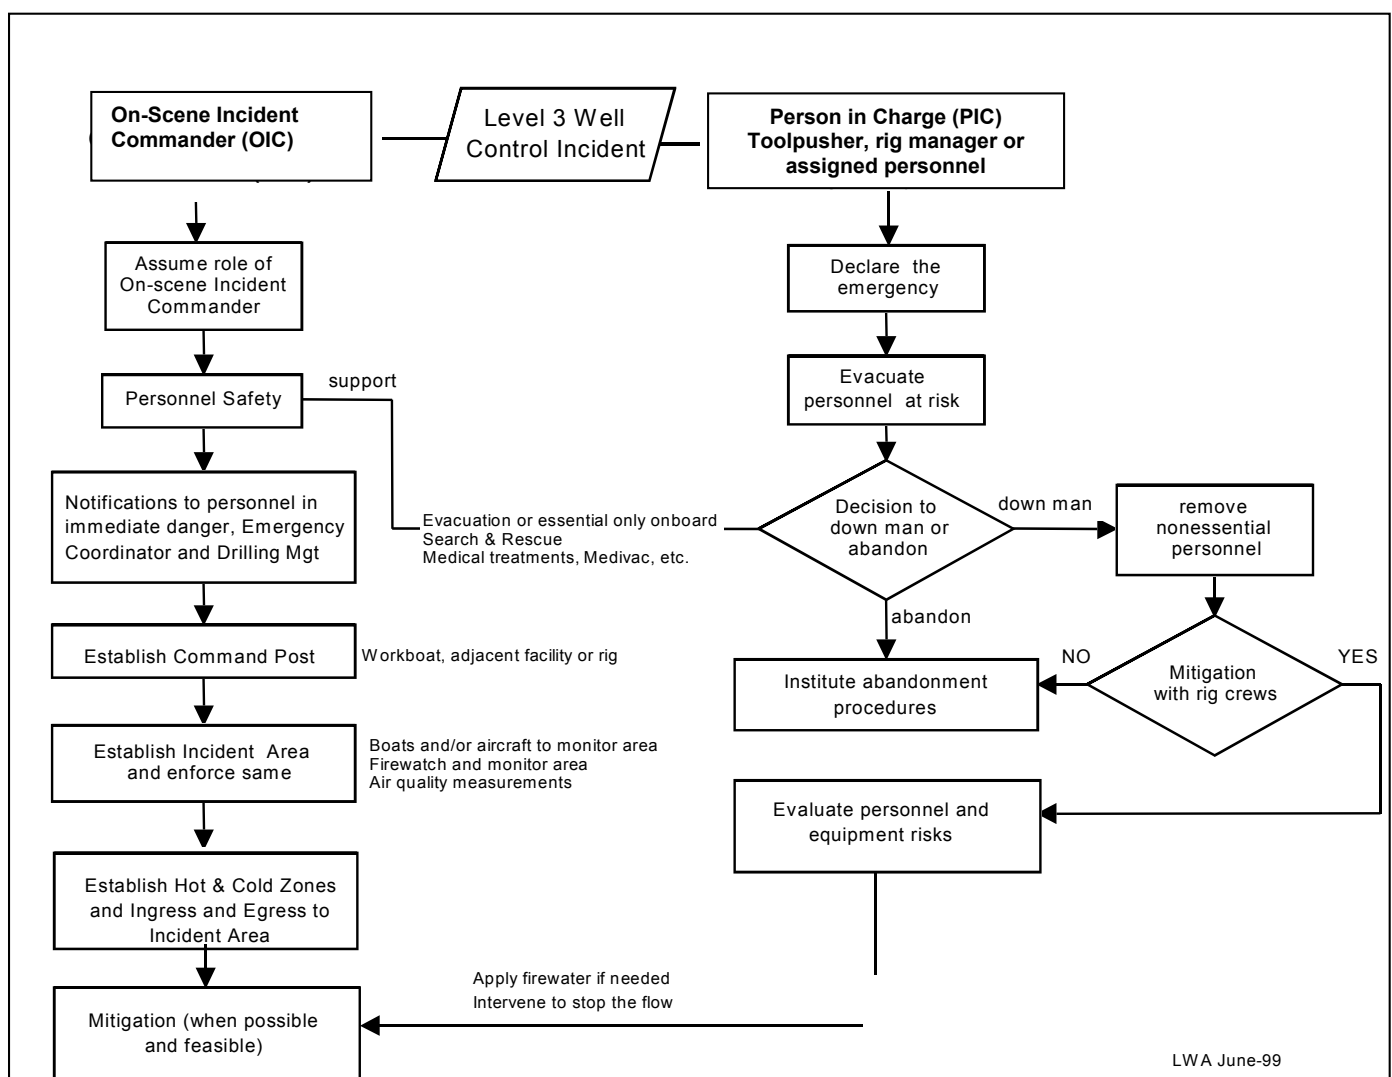 On-Scene Incident
Commander (OIC)
Level 3 Well
Control Incident
Person in Charge (PIC)
Toolpusher, rig manager or
assigned personnel
Assume role of
On-scene Incident
Commander
Declare the
emergency
Personnel Safety
support
Evacuate
personnel at risk
Notifications to personnel in
immediate danger, Emergency
Coordinator and Drilling Mgt
Evacuation or essential only onboard
Search & Rescue
Medical treatments, Medivac, etc.
Decision to
down man or
abandon
down man
remove
nonessential
personnel
abandon
Establish Command Post
Workboat, adjacent facility or rig
Institute abandonment
procedures
NO
Mitigation
with rig crews
YES
Establish Incident Area
and enforce same
Boats and/or aircraft to monitor area
Firewatch and monitor area
Air quality measurements
Evaluate personnel and
equipment risks
Establish Hot & Cold Zones
and Ingress and Egress to
Incident Area
Apply firewater if needed
Intervene to stop the flow
Mitigation (when possible
and feasible)
LWA June-99